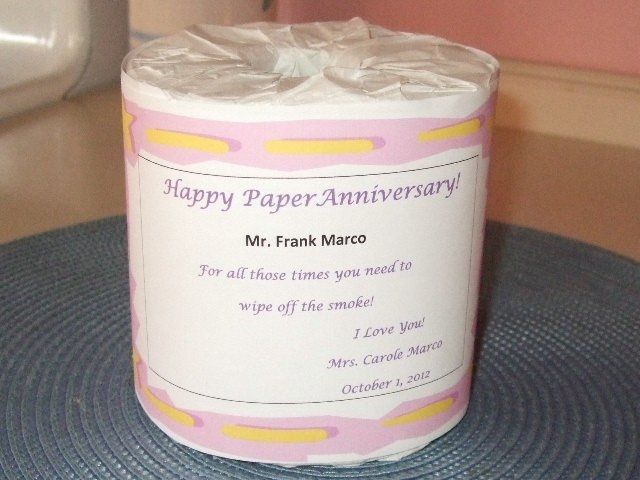 Happy Paper Anniversary!
Mr. Frank Marco
For all those times you need to
wipe off the smoke!
I Love You!
Mrs. Carole Marco
October 1, 2012